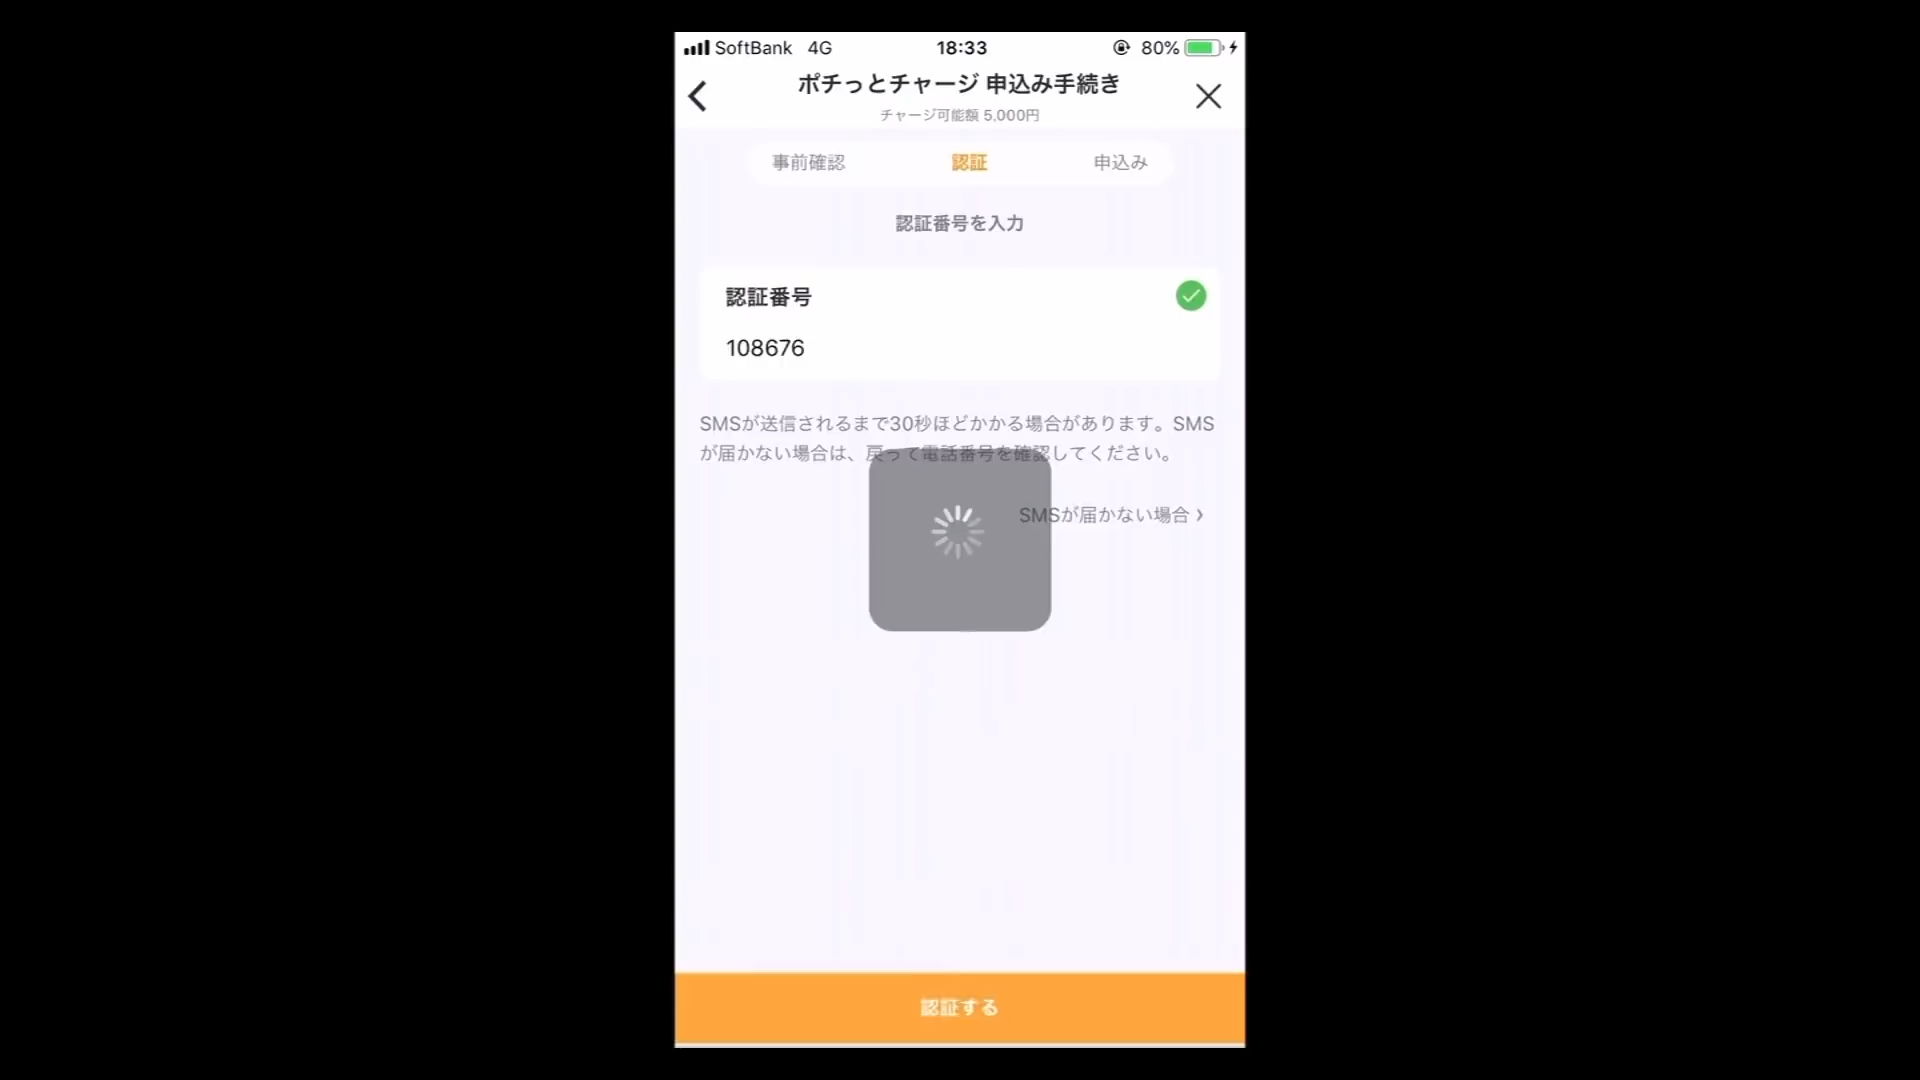 SoftBank 4G 18:33 80%
ポチっとチャージ 申込み手続き
チャージ可能額 5,000円
事前確認 認証 申込み
認証番号を入力
認証番号
108676
SMSが送信されるまで30秒ほどかかる場合があります。SMS
が届かない場合は、戻って電話番号を確認してください。
SMSが届かない場合 ›
認証する